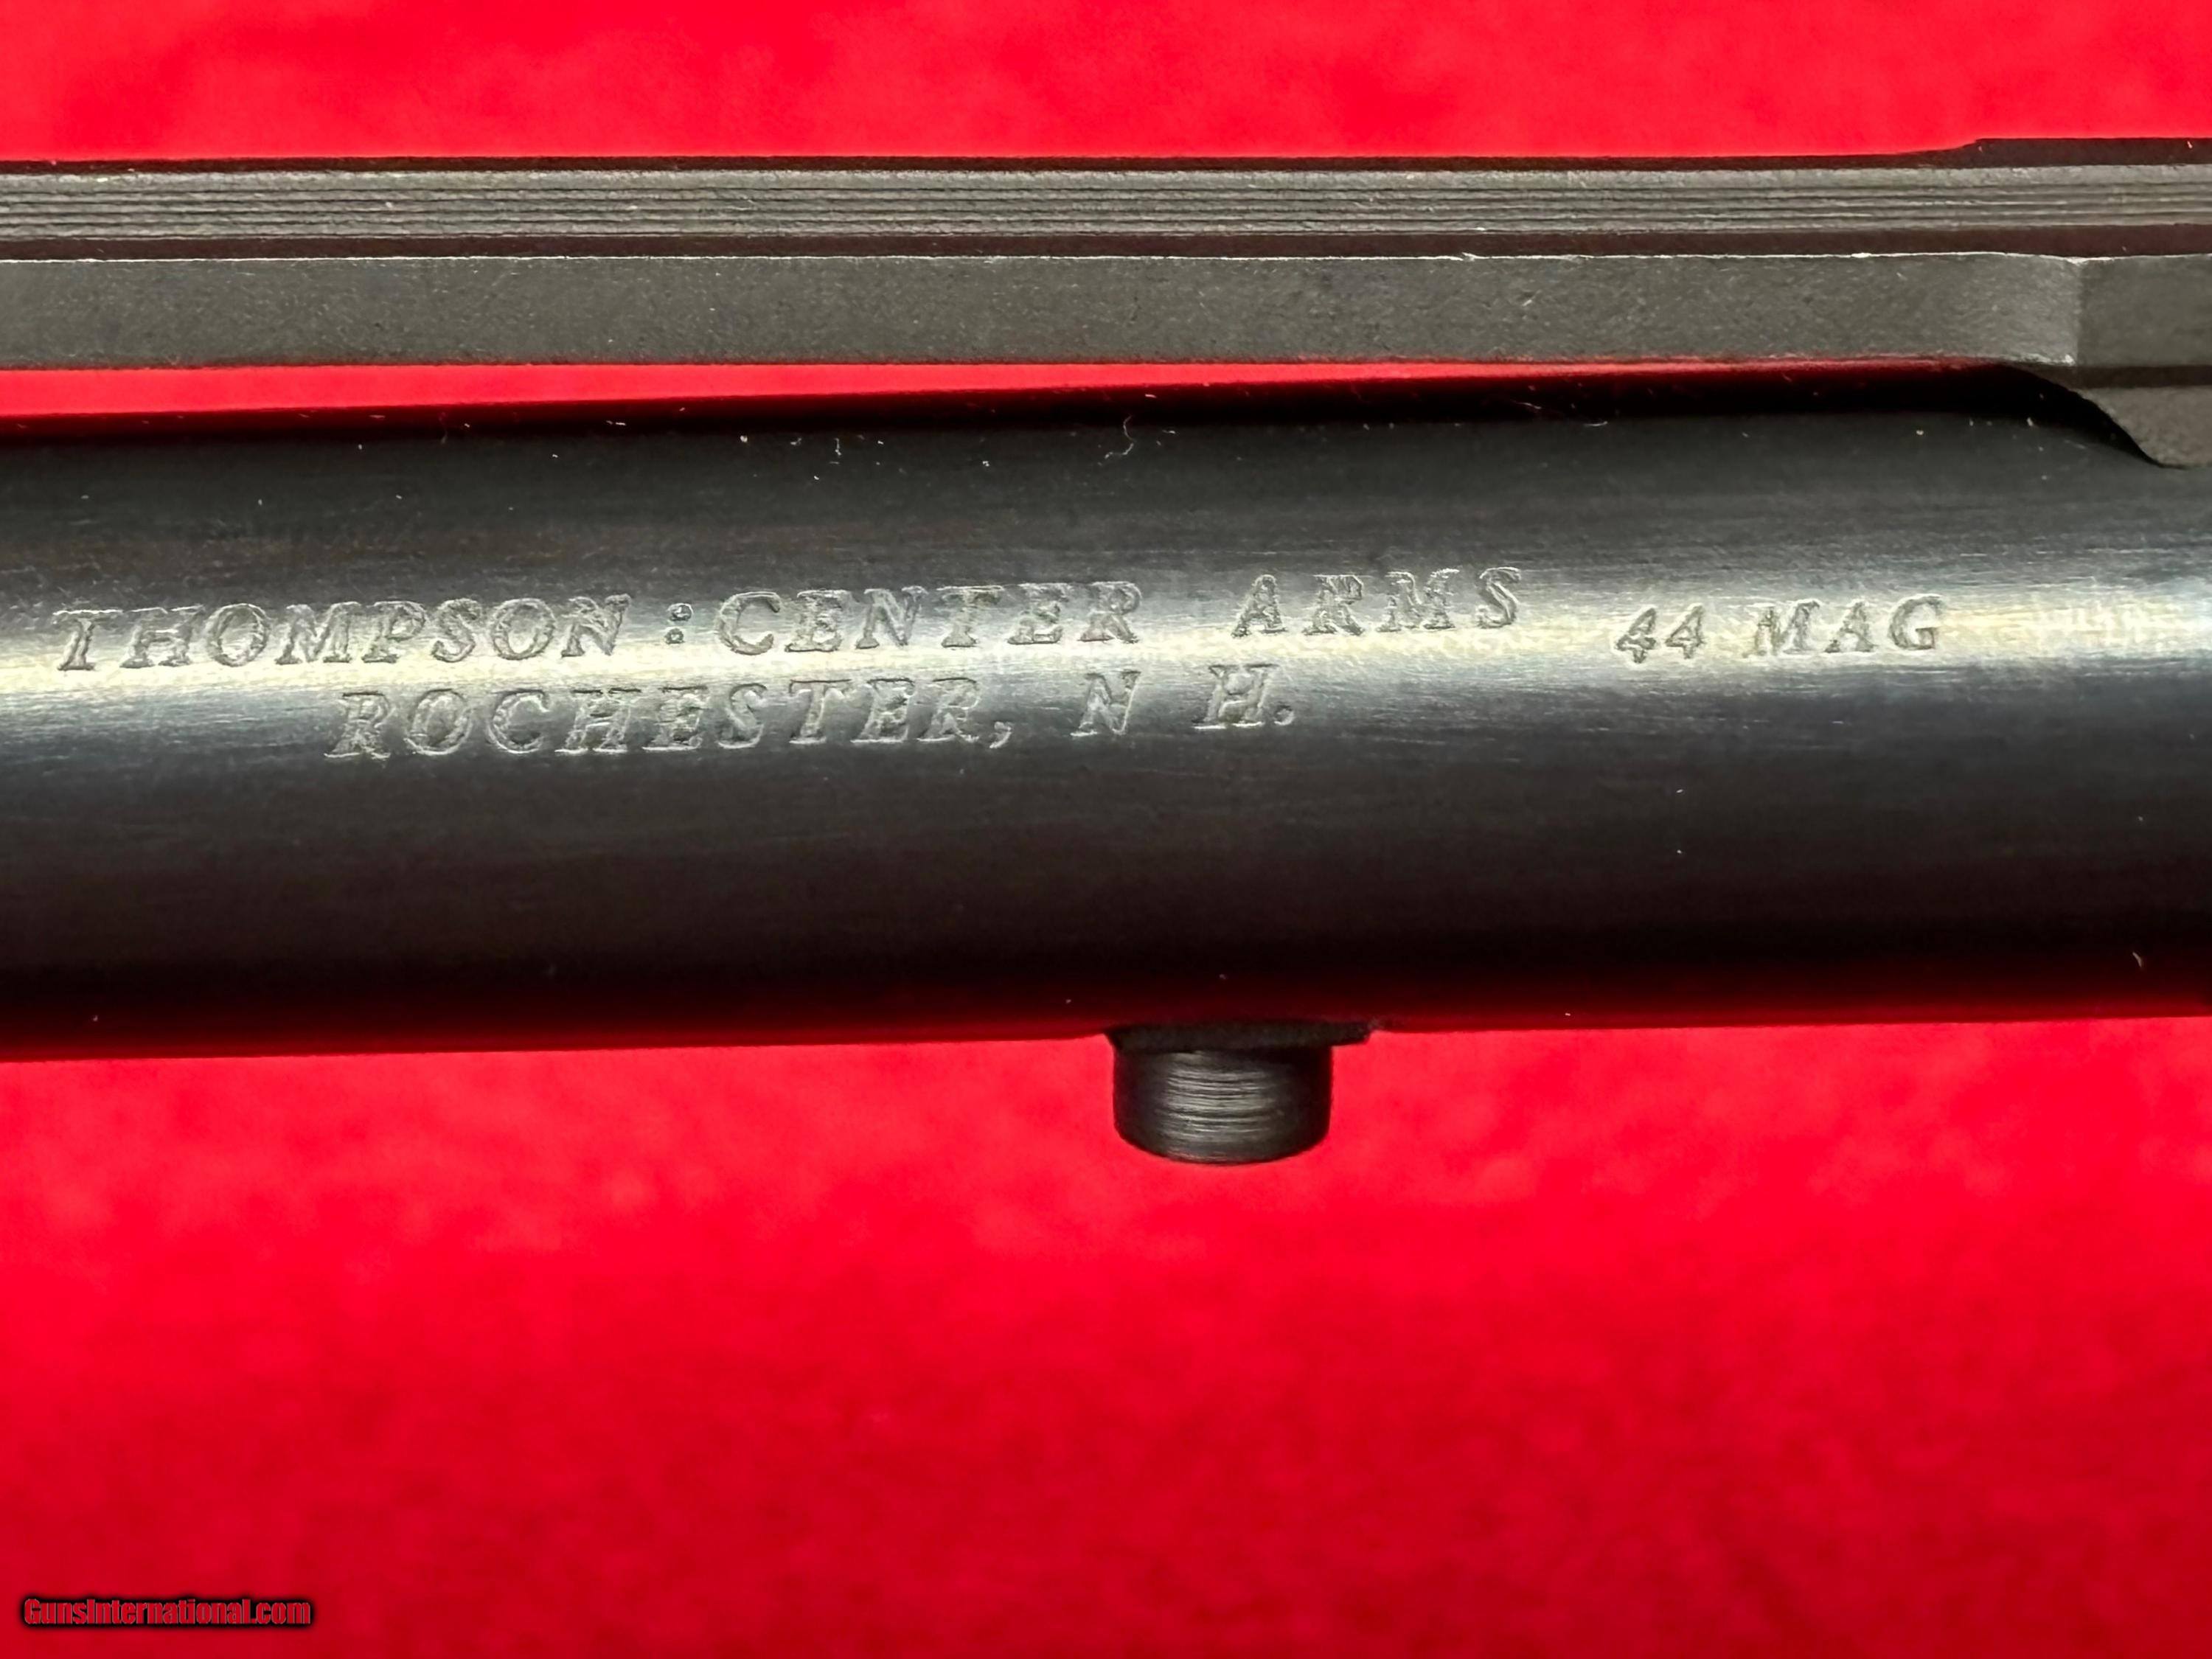 THOMPSON : CENTER ARMS 44 MAG
ROCHESTER, N H.
GunsInternational.com